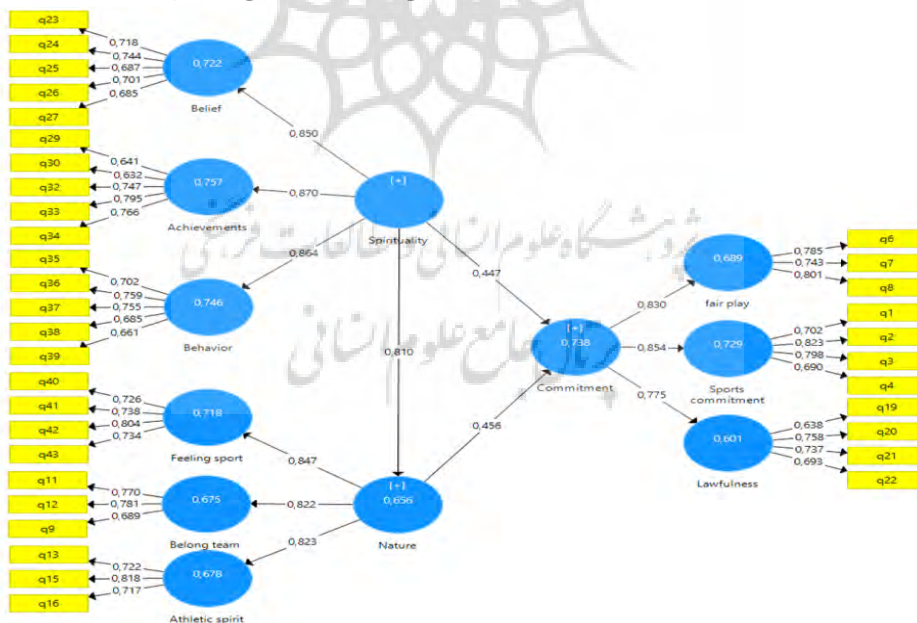 q23
q24
q25
q26
q27
0,718
0,744
0,687
0,701
0,685
0,722
Belief
q29
q30
q32
q33
q34
0,641
0,632
0,747
0,795
0,766
0,757
Achievements
q35
q36
q37
q38
q39
0,702
0,759
0,755
0,685
0,661
0,746
Behavior
q40
q41
q42
q43
0,726
0,738
0,804
0,734
0,718
Feeling sport
q11
q12
q9
0,770
0,781
0,689
0,675
Belong team
q13
q15
q16
0,722
0,818
0,717
0,678
Athletic spirit
0,850
0,870
0,864
[+]
Spirituality
0,447
0,810
0,847
0,822
0,823
[+]
0,656
Nature
0,456
[+]
0,738
Commitment
0,830
0,854
0,775
0,689
fair play
0,785
0,743
0,801
q6
q7
q8
0,729
Sports
commitment
0,702
0,823
0,798
0,690
q1
q2
q3
q4
0,601
Lawfulness
0,638
0,758
0,737
0,693
q19
q20
q21
q22
پژوهشگاه علوم انسانی و مطالعات فرهنگی
پرتال جامع علوم انسانی